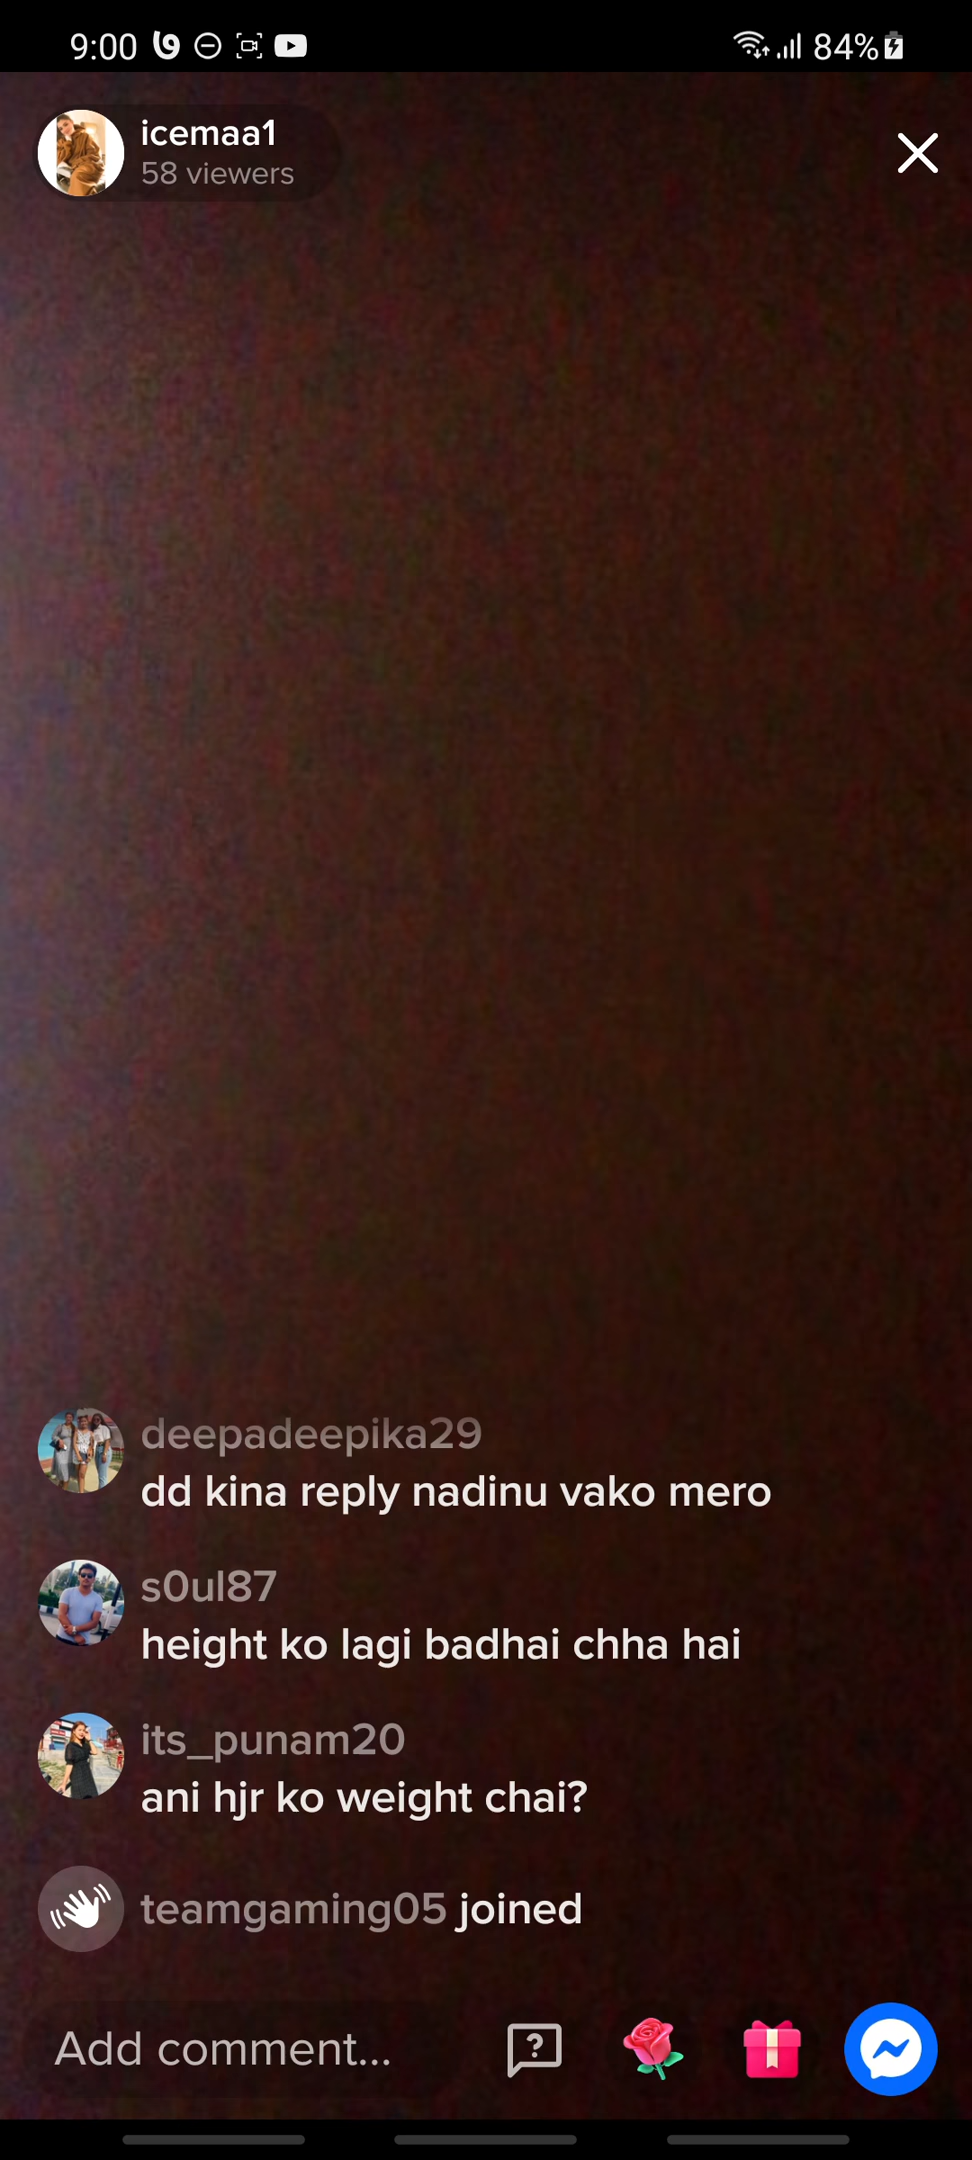 9:00
84%
icemaa1
58 viewers
deepadeepika29
dd kina reply nadinu vako mero
s0ul87
height ko lagi badhai chha hai
its_punam20
ani hjr ko weight chai?
teamgaming05 joined
Add comment...